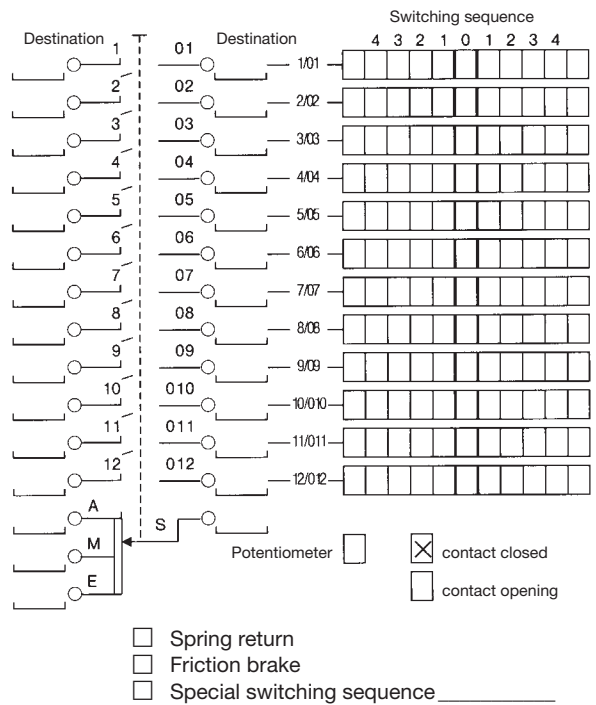 Switching sequence
Destination
Destination
4 3 2 1 0 1 2 3 4
1 01 1/01
2 02 2/02
3 03 3/03
4 04 4/04
5 05 5/05
6 06 6/06
7 07 7/07
8 08 8/08
9 09 9/09
10 010 10/010
11 011 11/011
12 012 12/012
A
S
M
E
Potentiometer
contact closed
contact opening
Spring return
Friction brake
Special switching sequence